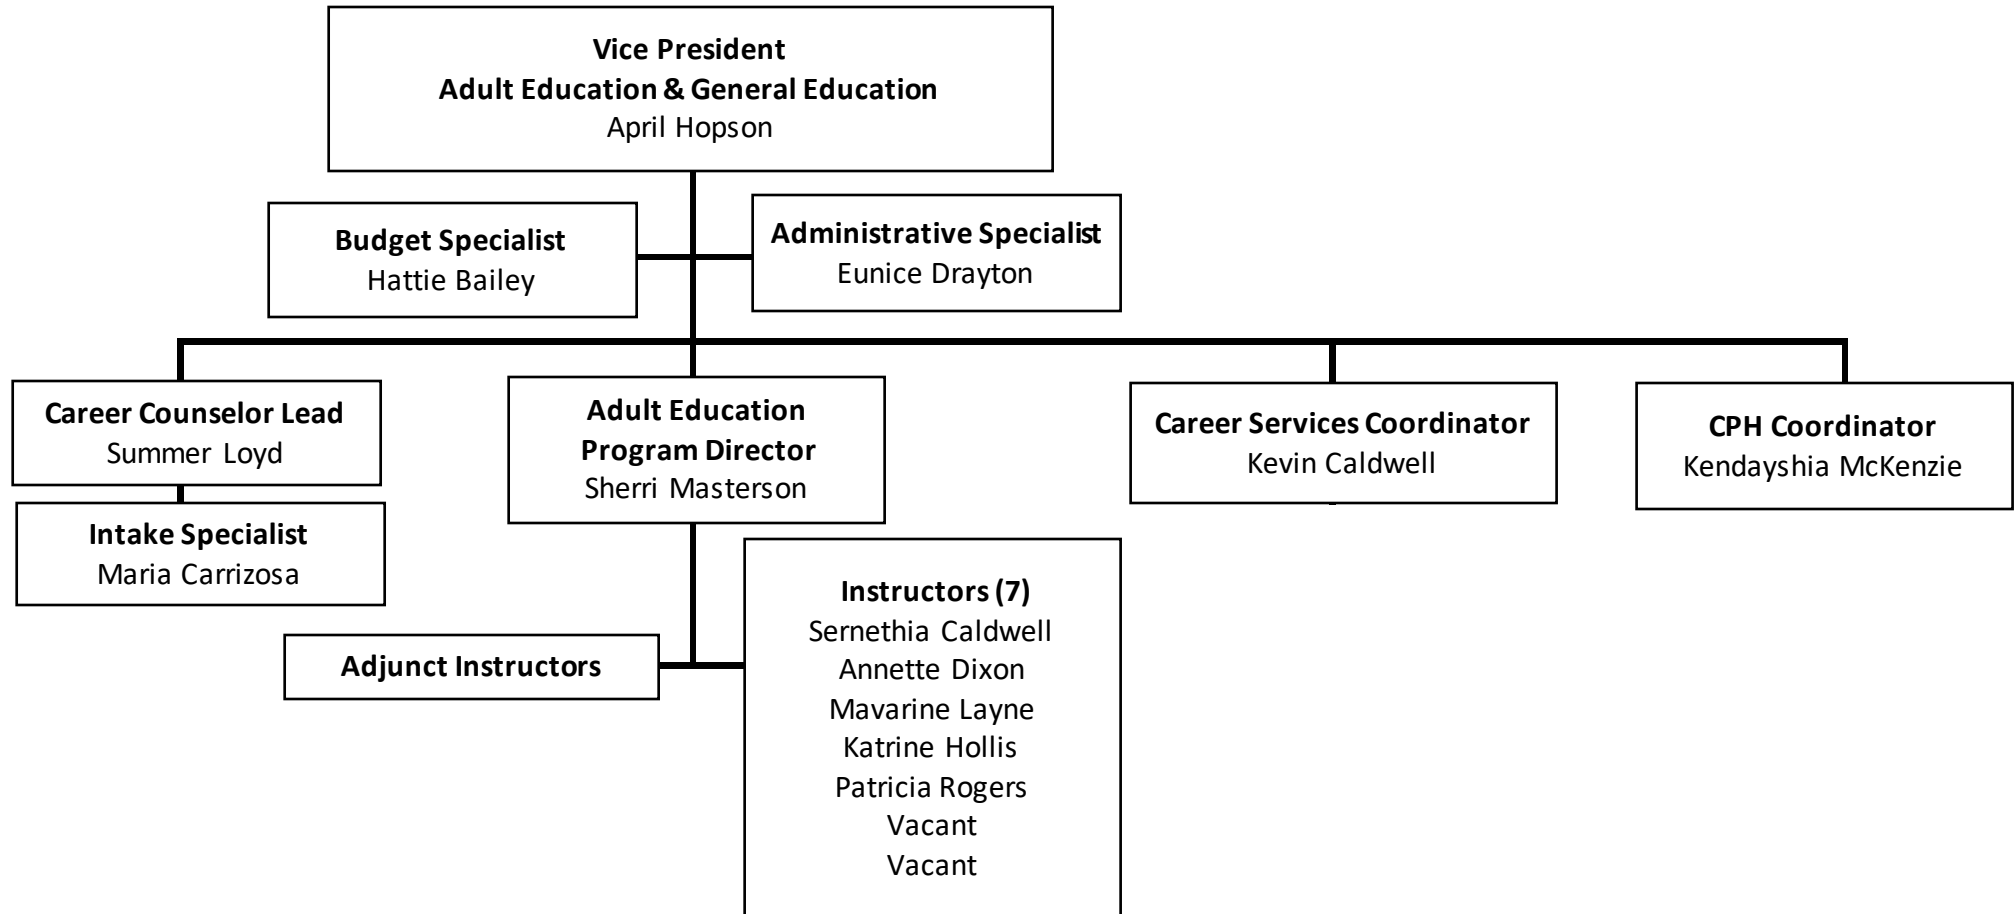 Vice President
Adult Education & General Education
April Hopson
Budget Specialist
Hattie Bailey
Administrative Specialist
Eunice Drayton
Career Counselor Lead
Summer Loyd
Adult Education
Program Director
Sherri Masterson
Career Services Coordinator
Kevin Caldwell
CPH Coordinator
Kendayshia McKenzie
Intake Specialist
Maria Carrizosa
Adjunct Instructors
Instructors (7)
Sernethia Caldwell
Annette Dixon
Mavarine Layne
Katrine Hollis
Patricia Rogers
Vacant
Vacant